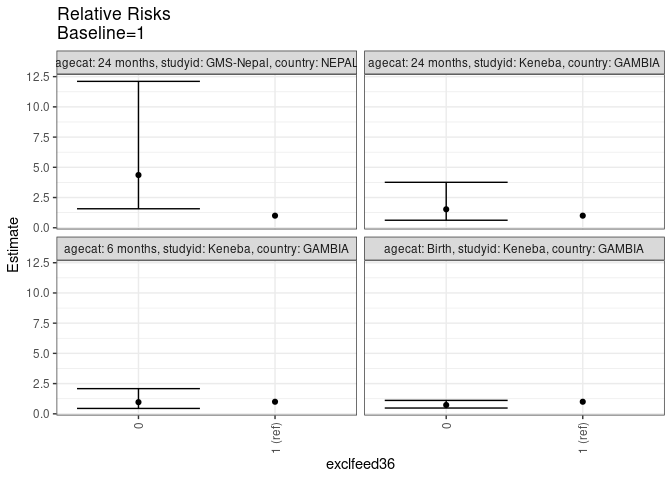 Relative Risks
Baseline=1
agecat: 24 months, studyid: GMS-Nepal, country: NEPAL
agecat: 24 months, studyid: Keneba, country: GAMBIA
12.5
10.0
7.5
5.0
2.5
0.0
agecat: 6 months, studyid: Keneba, country: GAMBIA
agecat: Birth, studyid: Keneba, country: GAMBIA
12.5
10.0
7.5
5.0
2.5
0.0
Estimate
0
1 (ref)
0
1 (ref)
exclfeed36